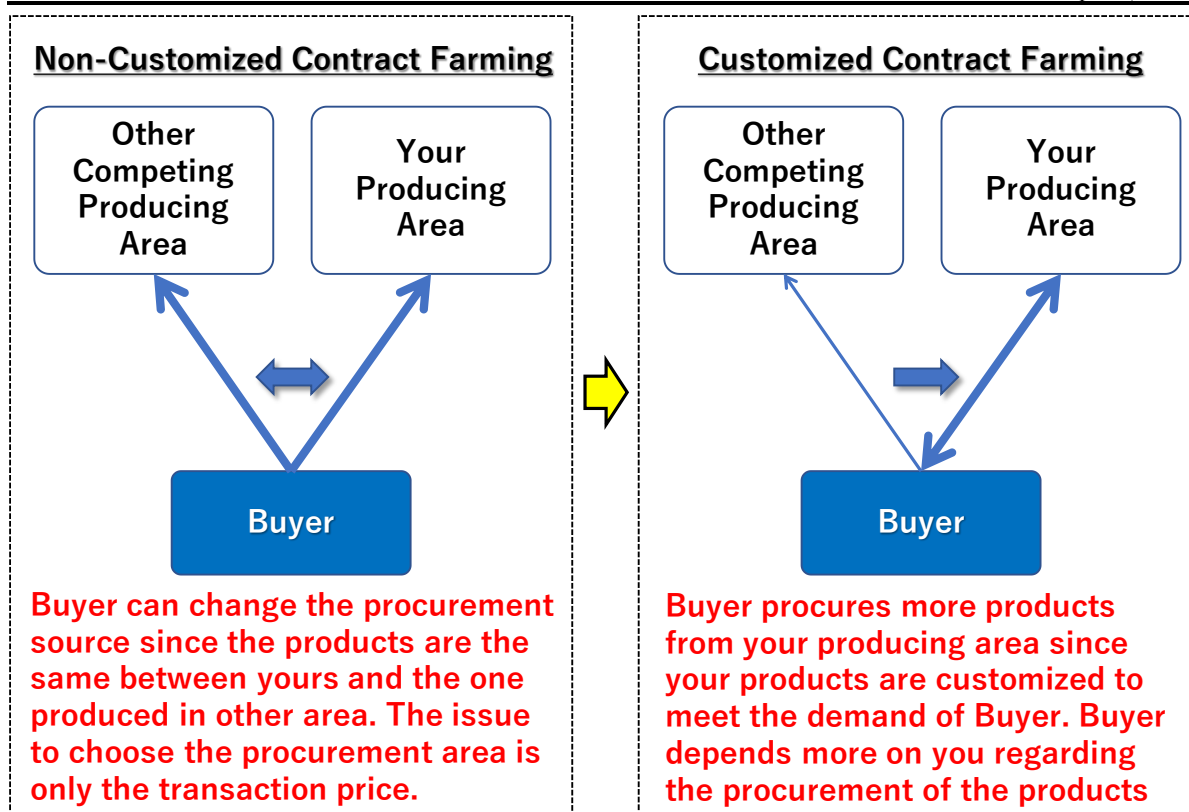 Non-Customized Contract Farming
Other
Competing
Producing
Area
Your
Producing
Area
Buyer
Buyer can change the procurement
source since the products are the
same between yours and the one
produced in other area. The issue
to choose the procurement area is
only the transaction price.
Customized Contract Farming
Other
Competing
Producing
Area
Your
Producing
Area
Buyer
Buyer procures more products
from your producing area since
your products are customized to
meet the demand of Buyer. Buyer
depends more on you regarding
the procurement of the products